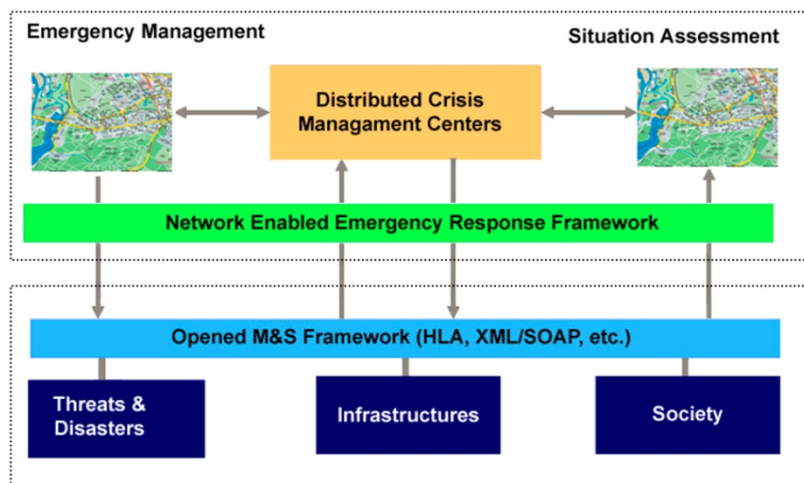 Emergency Management
Situation Assessment
Distributed Crisis
Managament Centers
Network Enabled Emergency Response Framework
Opened M&S Framework (HLA, XML/SOAP, etc.)
Threats &
Disasters
Infrastructures
Society